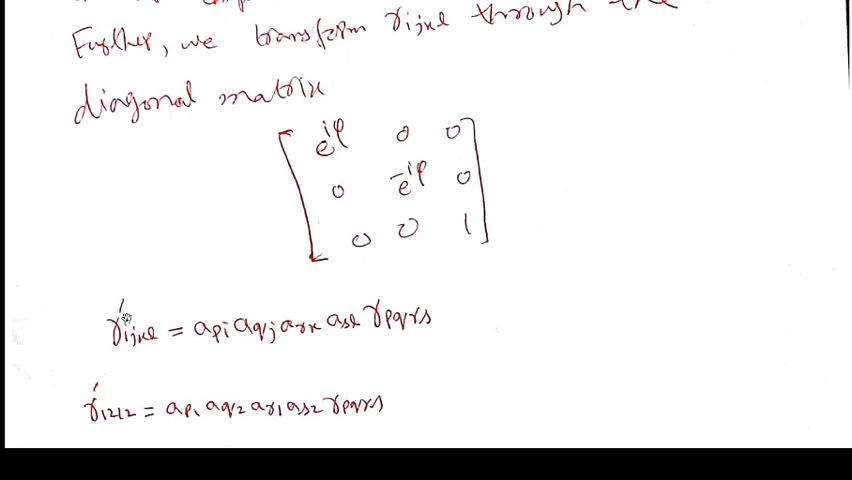 Further, we transform γijkl through the
diagonal matrix
[ e^iφ 0 0
0 e^-iφ 0
0 0 1 ]
γ'ijkl = api aqj ark asl γpqrs
γ'1212 = ap1 aq2 ar1 as2 γpqrs